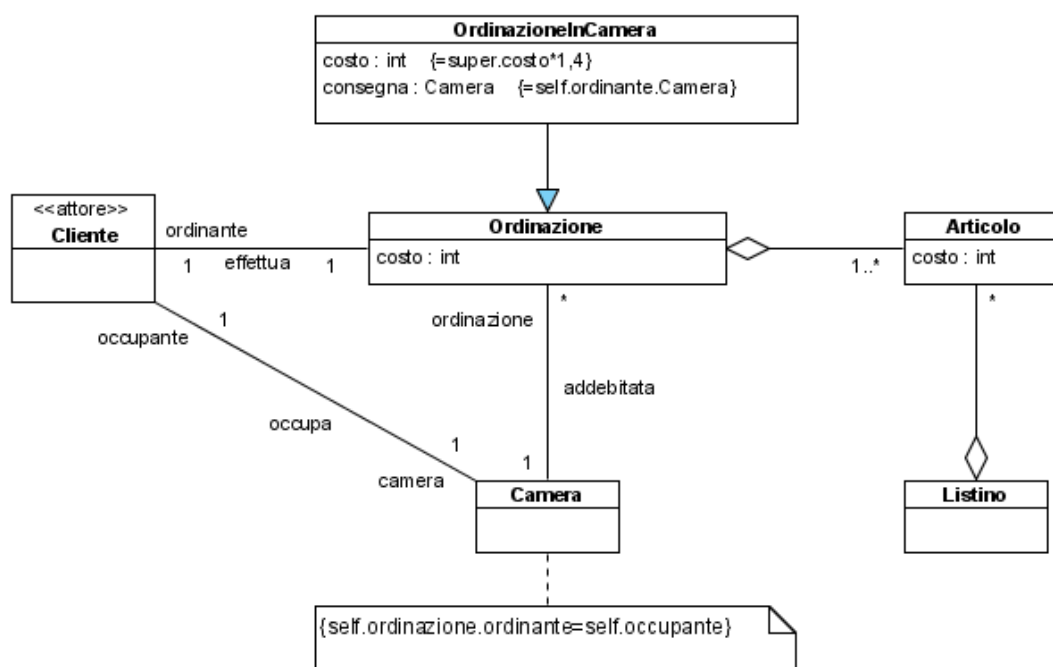 OrdinazioneInCamera
costo : int {=super.costo*1,4}
consegna : Camera {=self.ordinante.Camera}
<<attore>>
Cliente
ordinante
1
effettua
1
Ordinazione
costo : int
1..*
Articolo
costo : int
occupante
1
ordinazione
*
*
addebitata
occupa
1
camera
1
Camera
Listino
{self.ordinazione.ordinante=self.occupante}